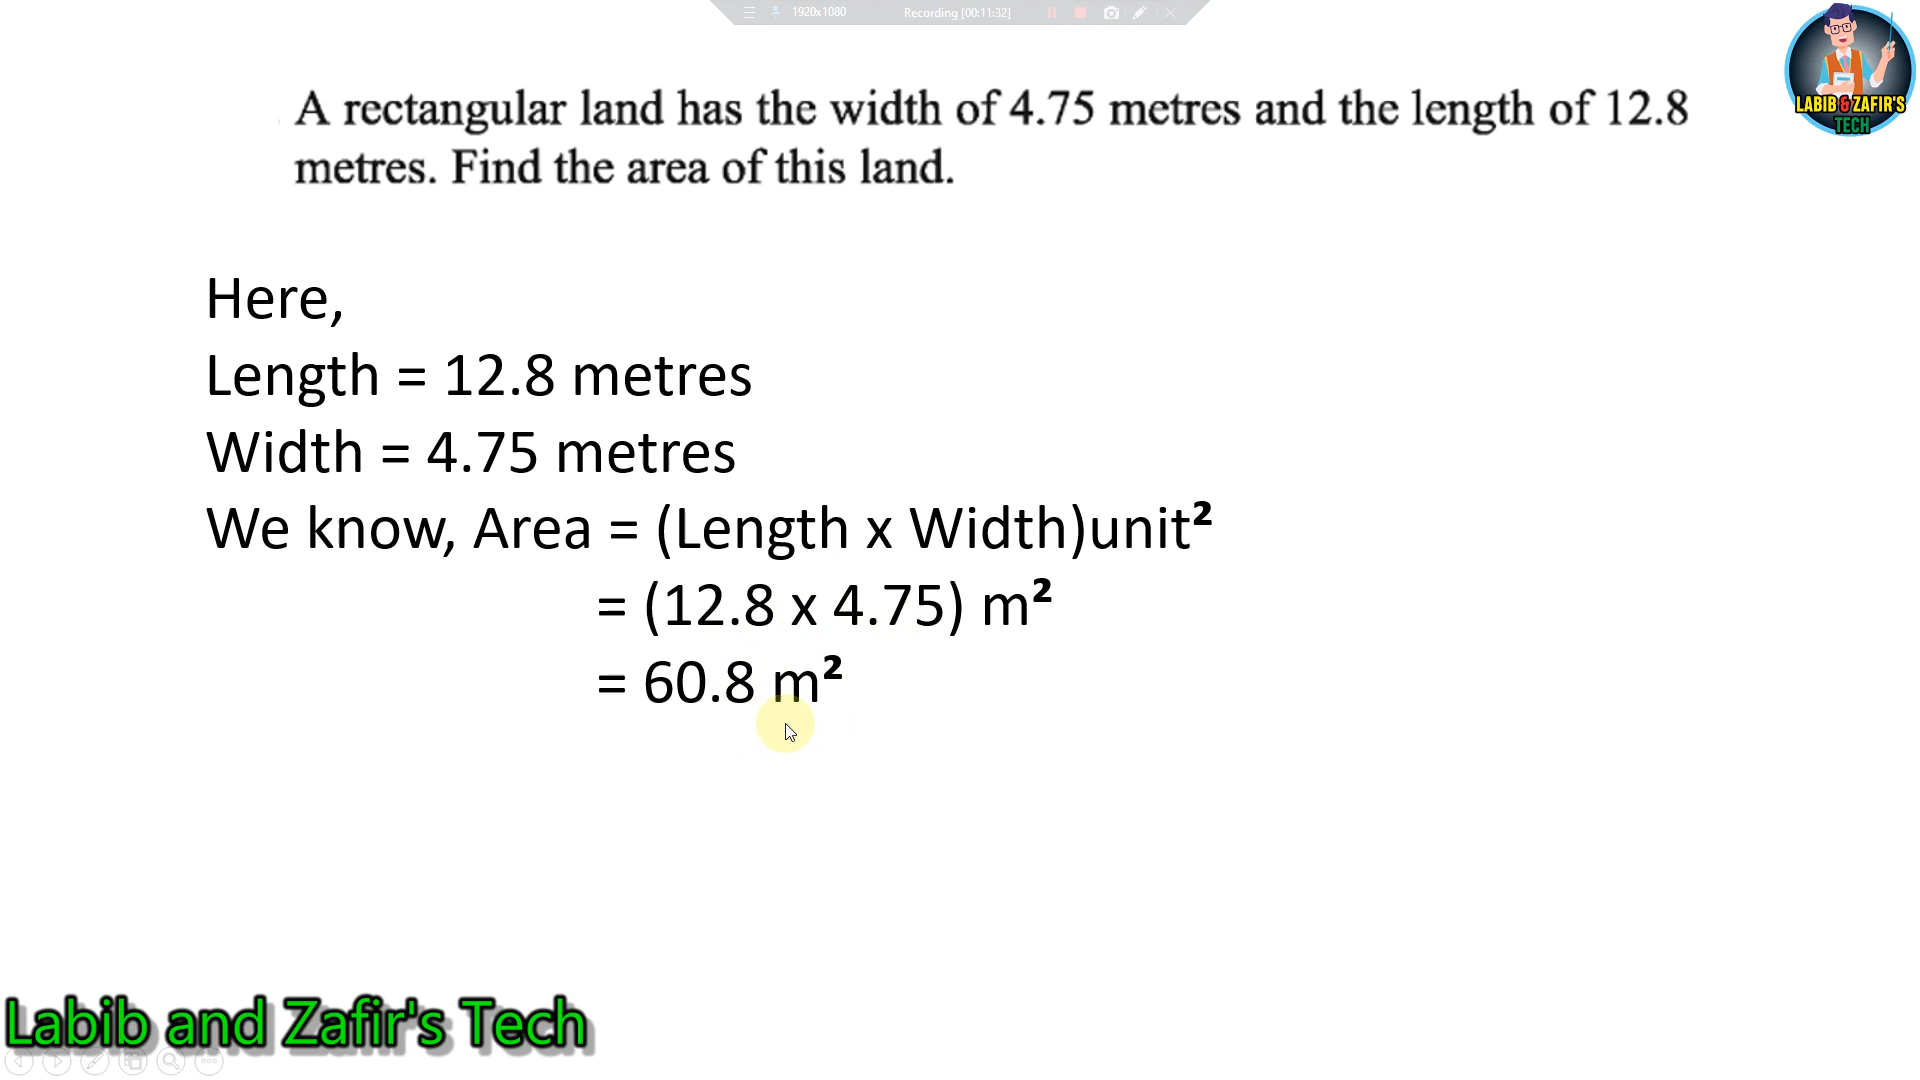 1920x1080 Recording [00:11:32]
LABIB & ZAFIR'S
TECH
A rectangular land has the width of 4.75 metres and the length of 12.8
metres. Find the area of this land.
Here,
Length = 12.8 metres
Width = 4.75 metres
We know, Area = (Length x Width)unit²
= (12.8 x 4.75) m²
= 60.8 m²
Labib and Zafir's Tech